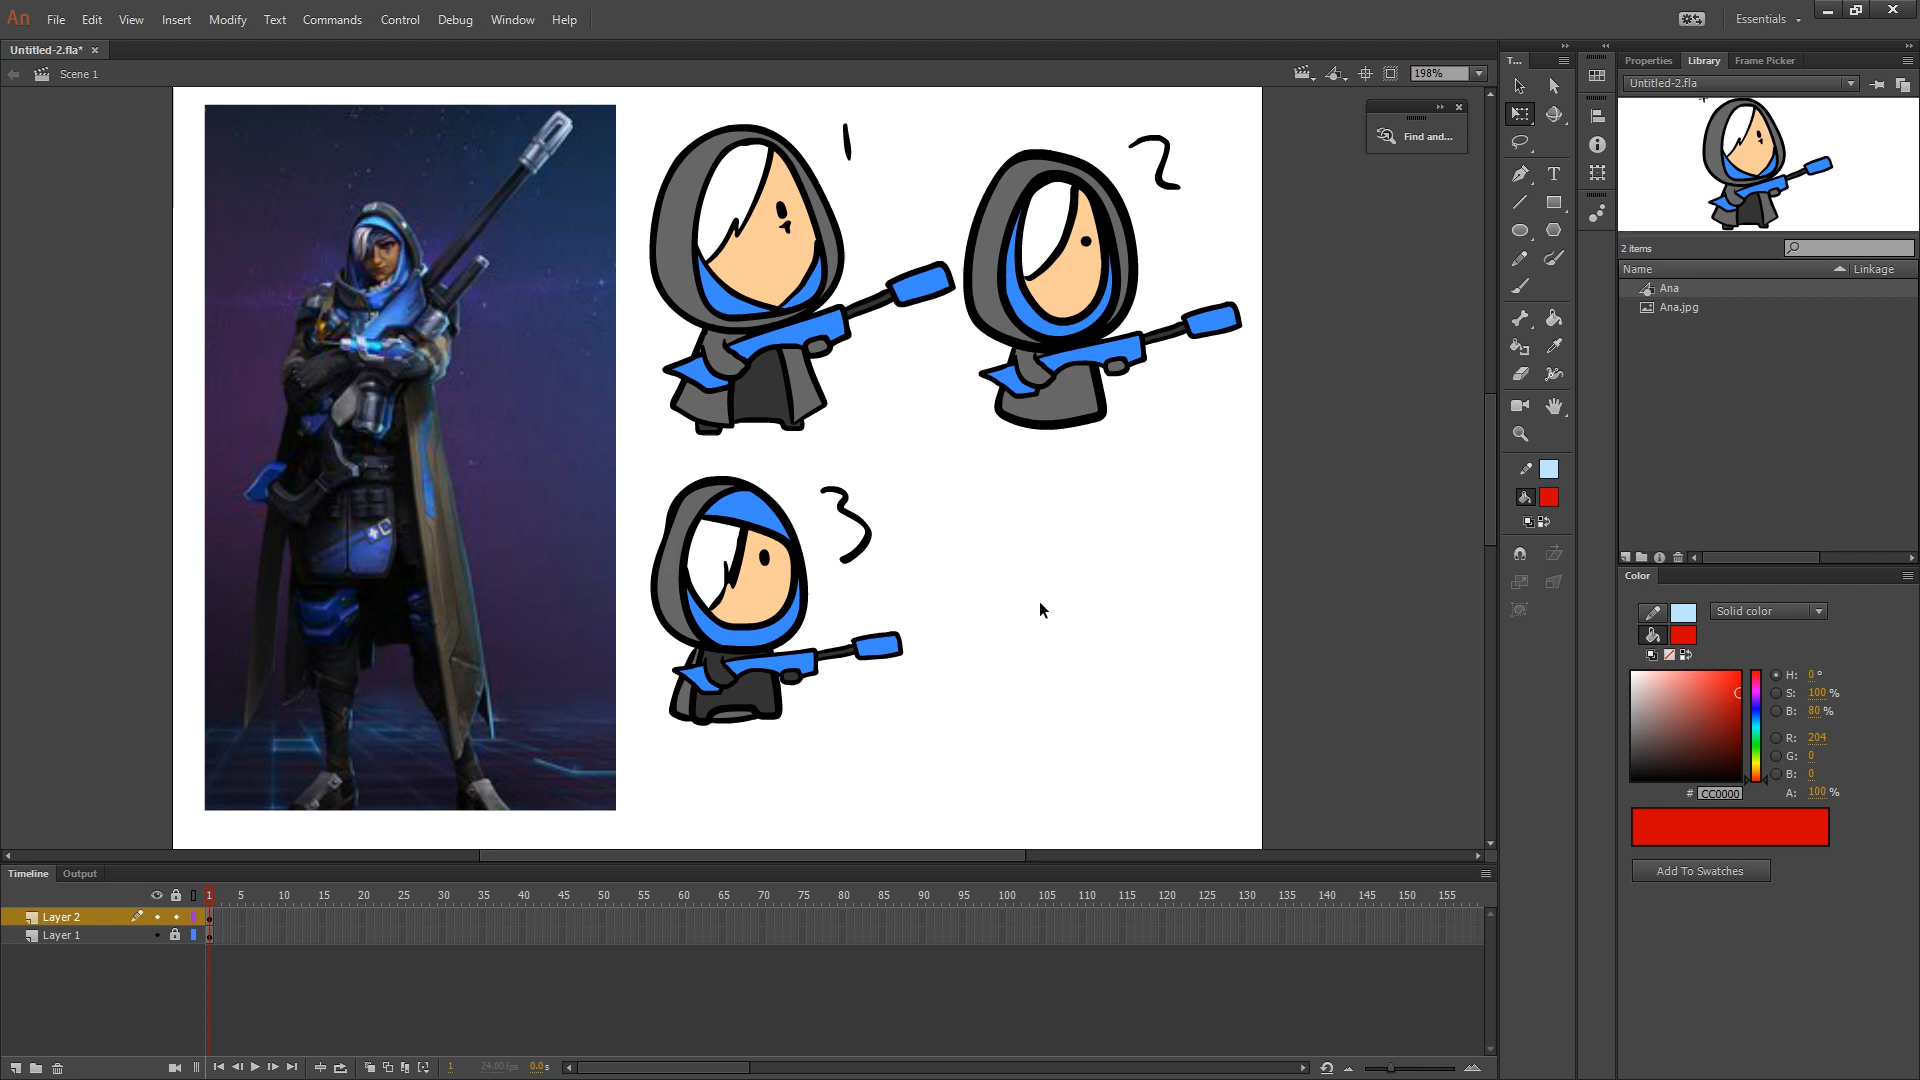 An File Edit View Insert Modify Text Commands Control Debug Window Help Essentials
Untitled-2.fla* ×
Scene 1 198%
T...
Properties Library Frame Picker
Untitled-2.fla
Find and...
1
2
3
2 items
Name Linkage
Ana
Ana.jpg
Color
Solid color
H: 0 °
S: 100 %
B: 80 %
R: 204
G: 0
B: 0
# CC0000 A: 100 %
Add To Swatches
Timeline Output
1 5 10 15 20 25 30 35 40 45 50 55 60 65 70 75 80 85 90 95 100 105 110 115 120 125 130 135 140 145 150 155
Layer 2
Layer 1
1 24.00 fps 0.0 s